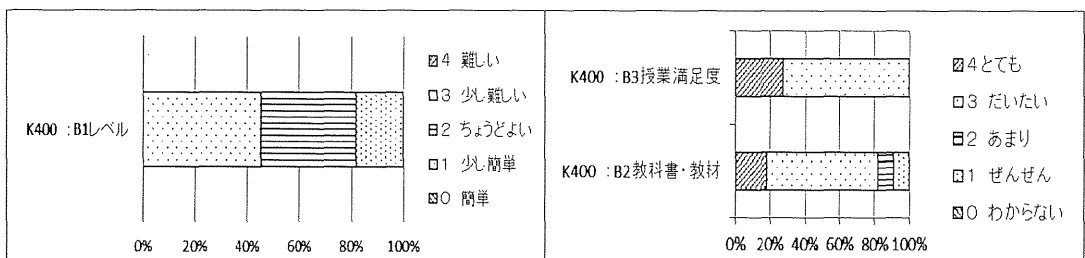 K400 :B1レベル
0% 20% 40% 60% 80% 100%
4 難しい
3 少し難しい
2 ちょうどよい
1 少し簡単
0 簡単
K400 :B3授業満足度
K400 :B2教科書・教材
0% 20% 40% 60% 80% 100%
4とても
3 だいたい
2 あまり
1 ぜんぜん
0 わからない